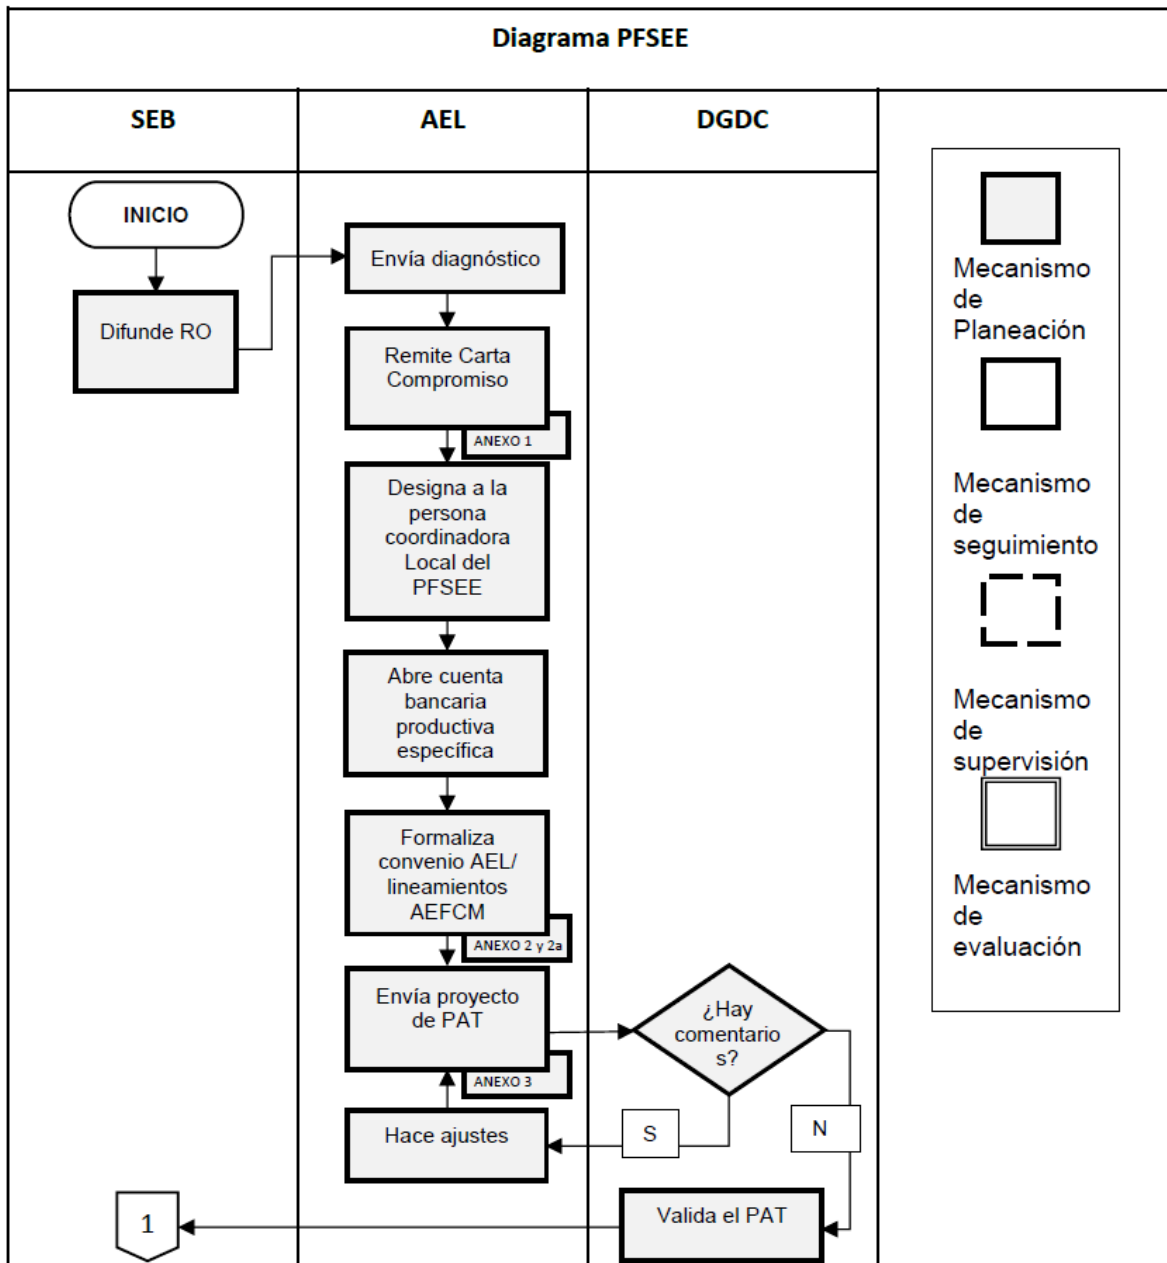 Diagrama PFSEE
SEB
AEL
DGDC
INICIO
Difunde RO
Envía diagnóstico
Remite Carta
Compromiso
ANEXO 1
Designa a la
persona
coordinadora
Local del
PFSEE
Abre cuenta
bancaria
productiva
específica
Formaliza
convenio AEL/
lineamientos
AEFCM
ANEXO 2 y 2a
Envía proyecto
de PAT
ANEXO 3
Hace ajustes
¿Hay
comentario
s?
S
N
Valida el PAT
1
Mecanismo
de
Planeación
Mecanismo
de
seguimiento
Mecanismo
de
supervisión
Mecanismo
de
evaluación